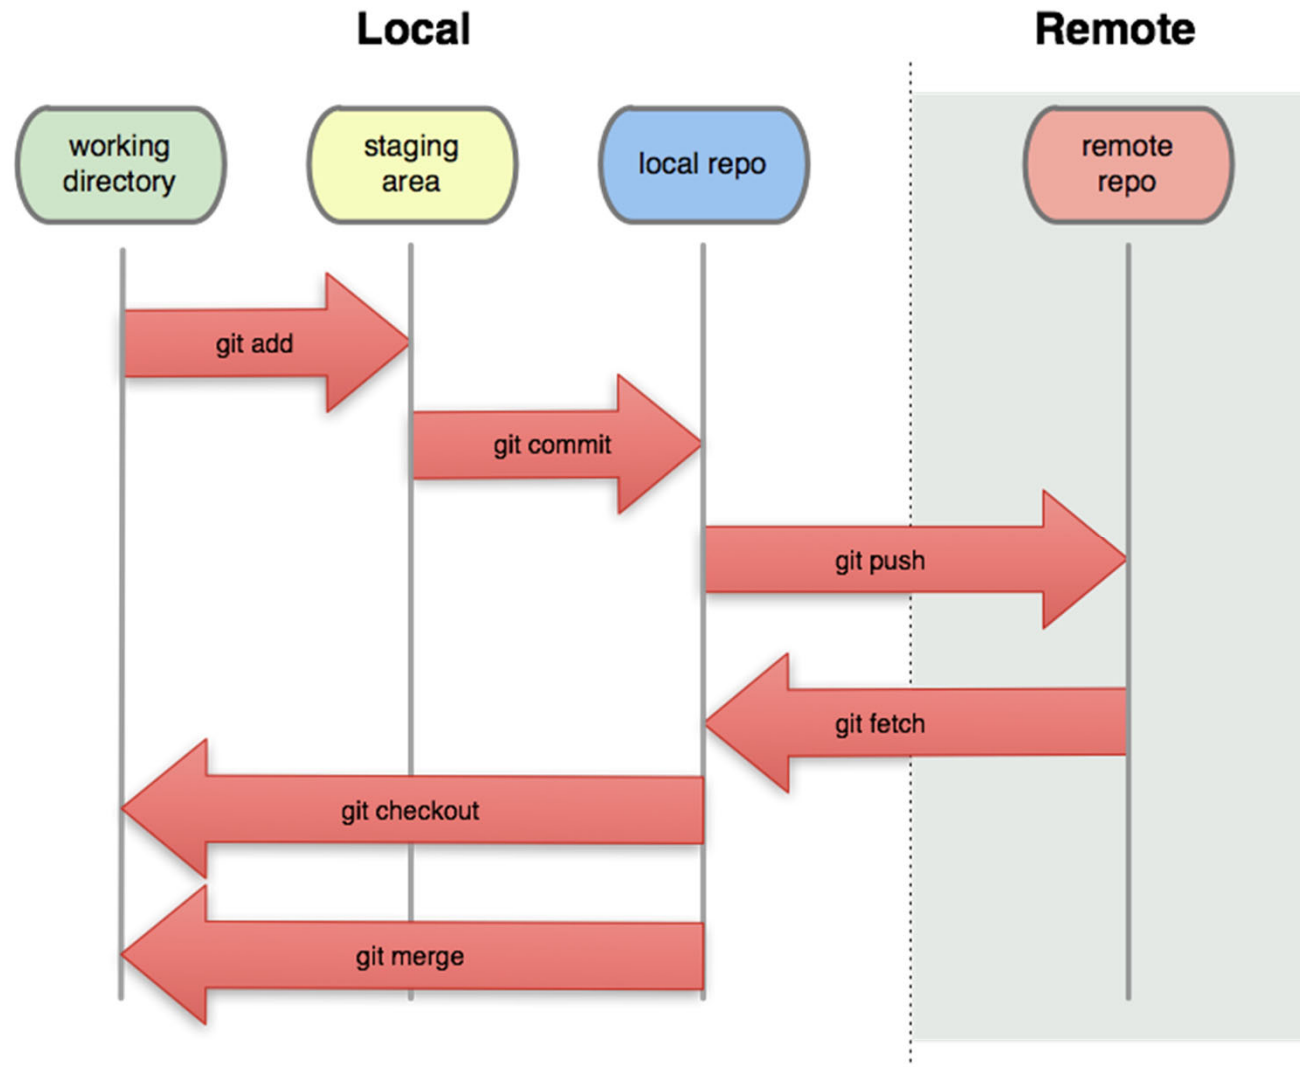 Local
Remote
working
directory
staging
area
local repo
remote
repo
git add
git commit
git push
git fetch
git checkout
git merge